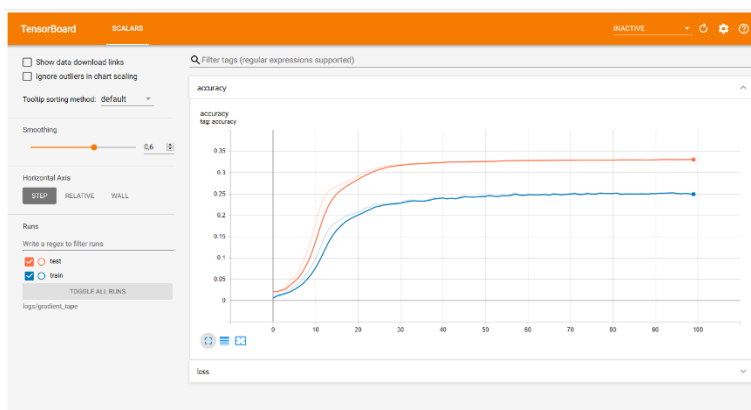 TensorBoard
SCALARS
INACTIVE
Show data download links
Ignore outliers in chart scaling
Tooltip sorting method: default
Smoothing
0,6
Horizontal Axis
STEP RELATIVE WALL
Runs
Write a regex to filter runs
test
train
TOGGLE ALL RUNS
logs/gradient_tape
Filter tags (regular expressions supported)
accuracy
accuracy
tag: accuracy
0.35
0.3
0.25
0.2
0.15
0.1
0.05
0
0 10 20 30 40 50 60 70 80 90 100
loss